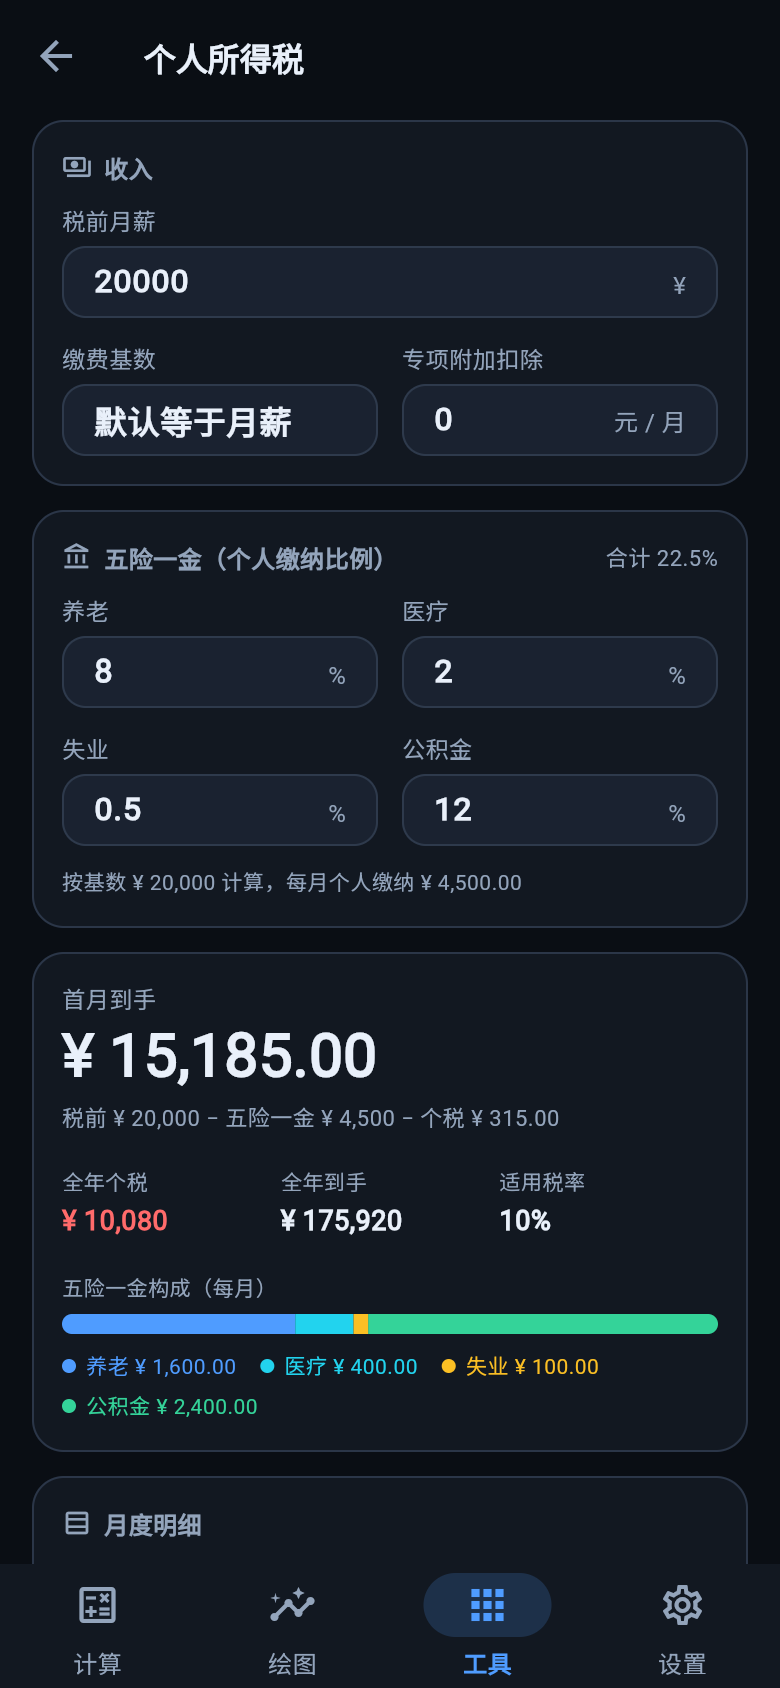 个人所得税
收入
税前月薪
20000 ¥
缴费基数 专项附加扣除
默认等于月薪 0 元 / 月
五险一金（个人缴纳比例） 合计 22.5%
养老 医疗
8 % 2 %
失业 公积金
0.5 % 12 %
按基数 ¥ 20,000 计算，每月个人缴纳 ¥ 4,500.00
首月到手
¥ 15,185.00
税前 ¥ 20,000 − 五险一金 ¥ 4,500 − 个税 ¥ 315.00
全年个税 全年到手 适用税率
¥ 10,080 ¥ 175,920 10%
五险一金构成（每月）
养老 ¥ 1,600.00 医疗 ¥ 400.00 失业 ¥ 100.00
公积金 ¥ 2,400.00
月度明细
计算 绘图 工具 设置